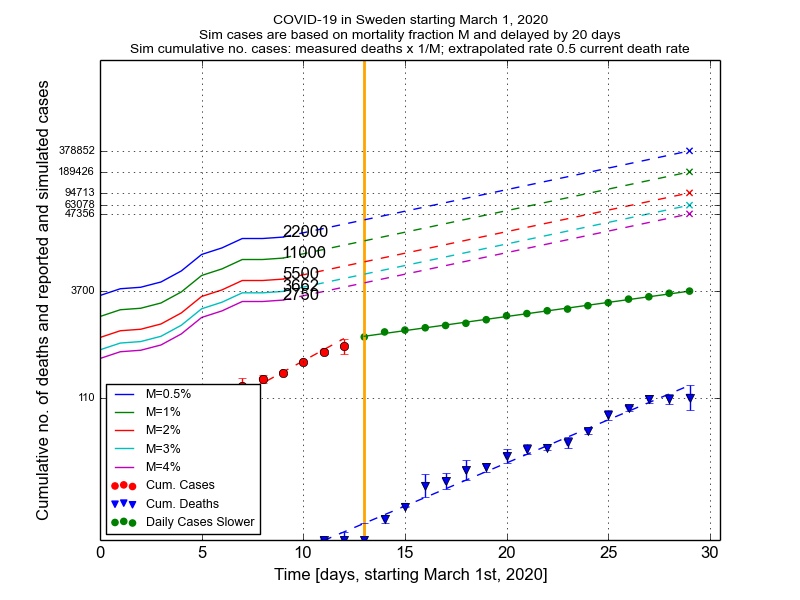 COVID-19 in Sweden starting March 1, 2020
Sim cases are based on mortality fraction M and delayed by 20 days
Sim cumulative no. cases: measured deaths x 1/M; extrapolated rate 0.5 current death rate
Cumulative no. of deaths and reported and simulated cases
378852
189426
94713
63078
47356
3700
110
22000
11000
5500
3662
2750
M=0.5%
M=1%
M=2%
M=3%
M=4%
Cum. Cases
Cum. Deaths
Daily Cases Slower
0 5 10 15 20 25 30
Time [days, starting March 1st, 2020]